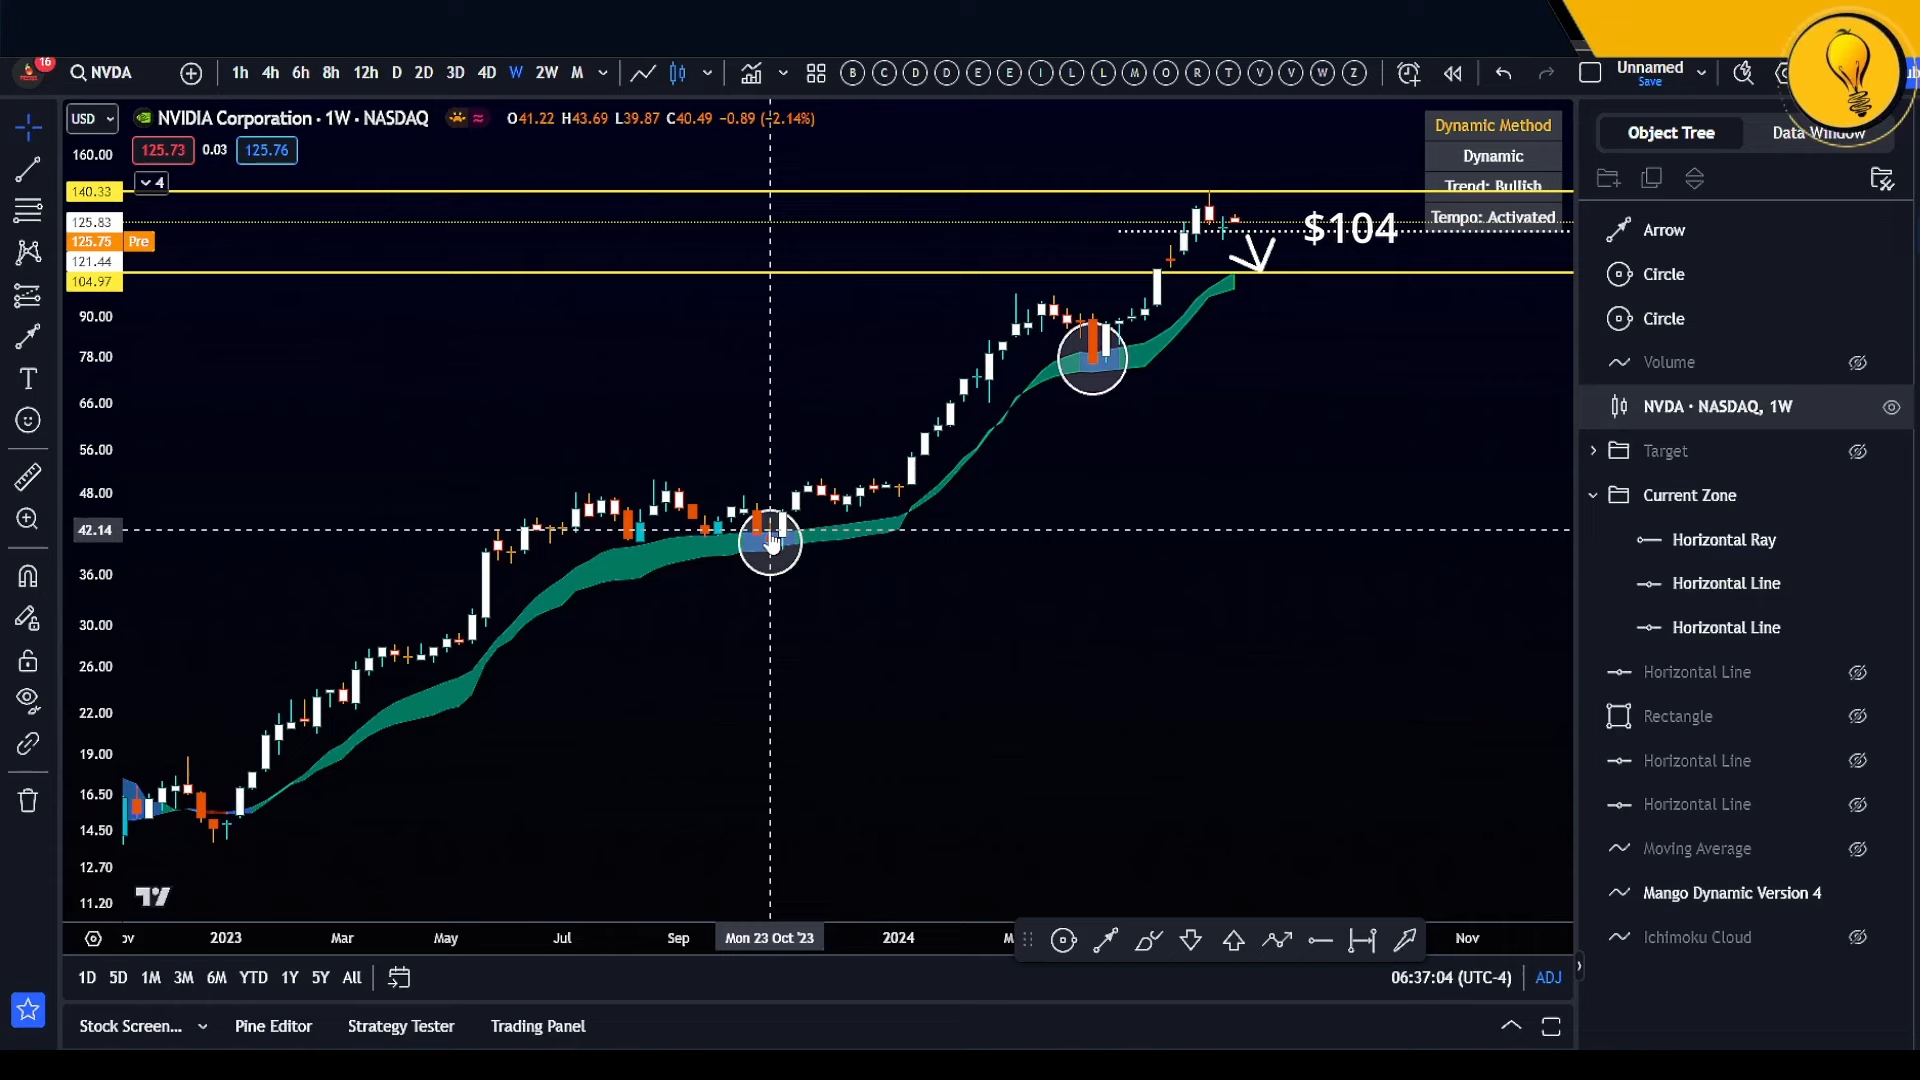 16
NVDA
1h 4h 6h 8h 12h D 2D 3D 4D W 2W M
B C D D E E I L L M O R T V V W Z
Unnamed
Save
USD
NVIDIA Corporation · 1W · NASDAQ
O41.22 H43.69 L39.87 C40.49 −0.89 (−2.14%)
125.73 0.03 125.76
4
Dynamic Method
Dynamic
Trend: Bullish
Tempo: Activated
$104
160.00
140.33
125.83
125.75 Pre
121.44
104.97
90.00
78.00
66.00
56.00
48.00
42.14
36.00
30.00
26.00
22.00
19.00
16.50
14.50
12.70
11.20
2023 Mar May Jul Sep Mon 23 Oct '23 2024 Nov
1D 5D 1M 3M 6M YTD 1Y 5Y All
06:37:04 (UTC-4) ADJ
Stock Screen... Pine Editor Strategy Tester Trading Panel
Object Tree Data Window
Arrow
Circle
Circle
Volume
NVDA · NASDAQ, 1W
Target
Current Zone
Horizontal Ray
Horizontal Line
Horizontal Line
Horizontal Line
Rectangle
Horizontal Line
Horizontal Line
Moving Average
Mango Dynamic Version 4
Ichimoku Cloud